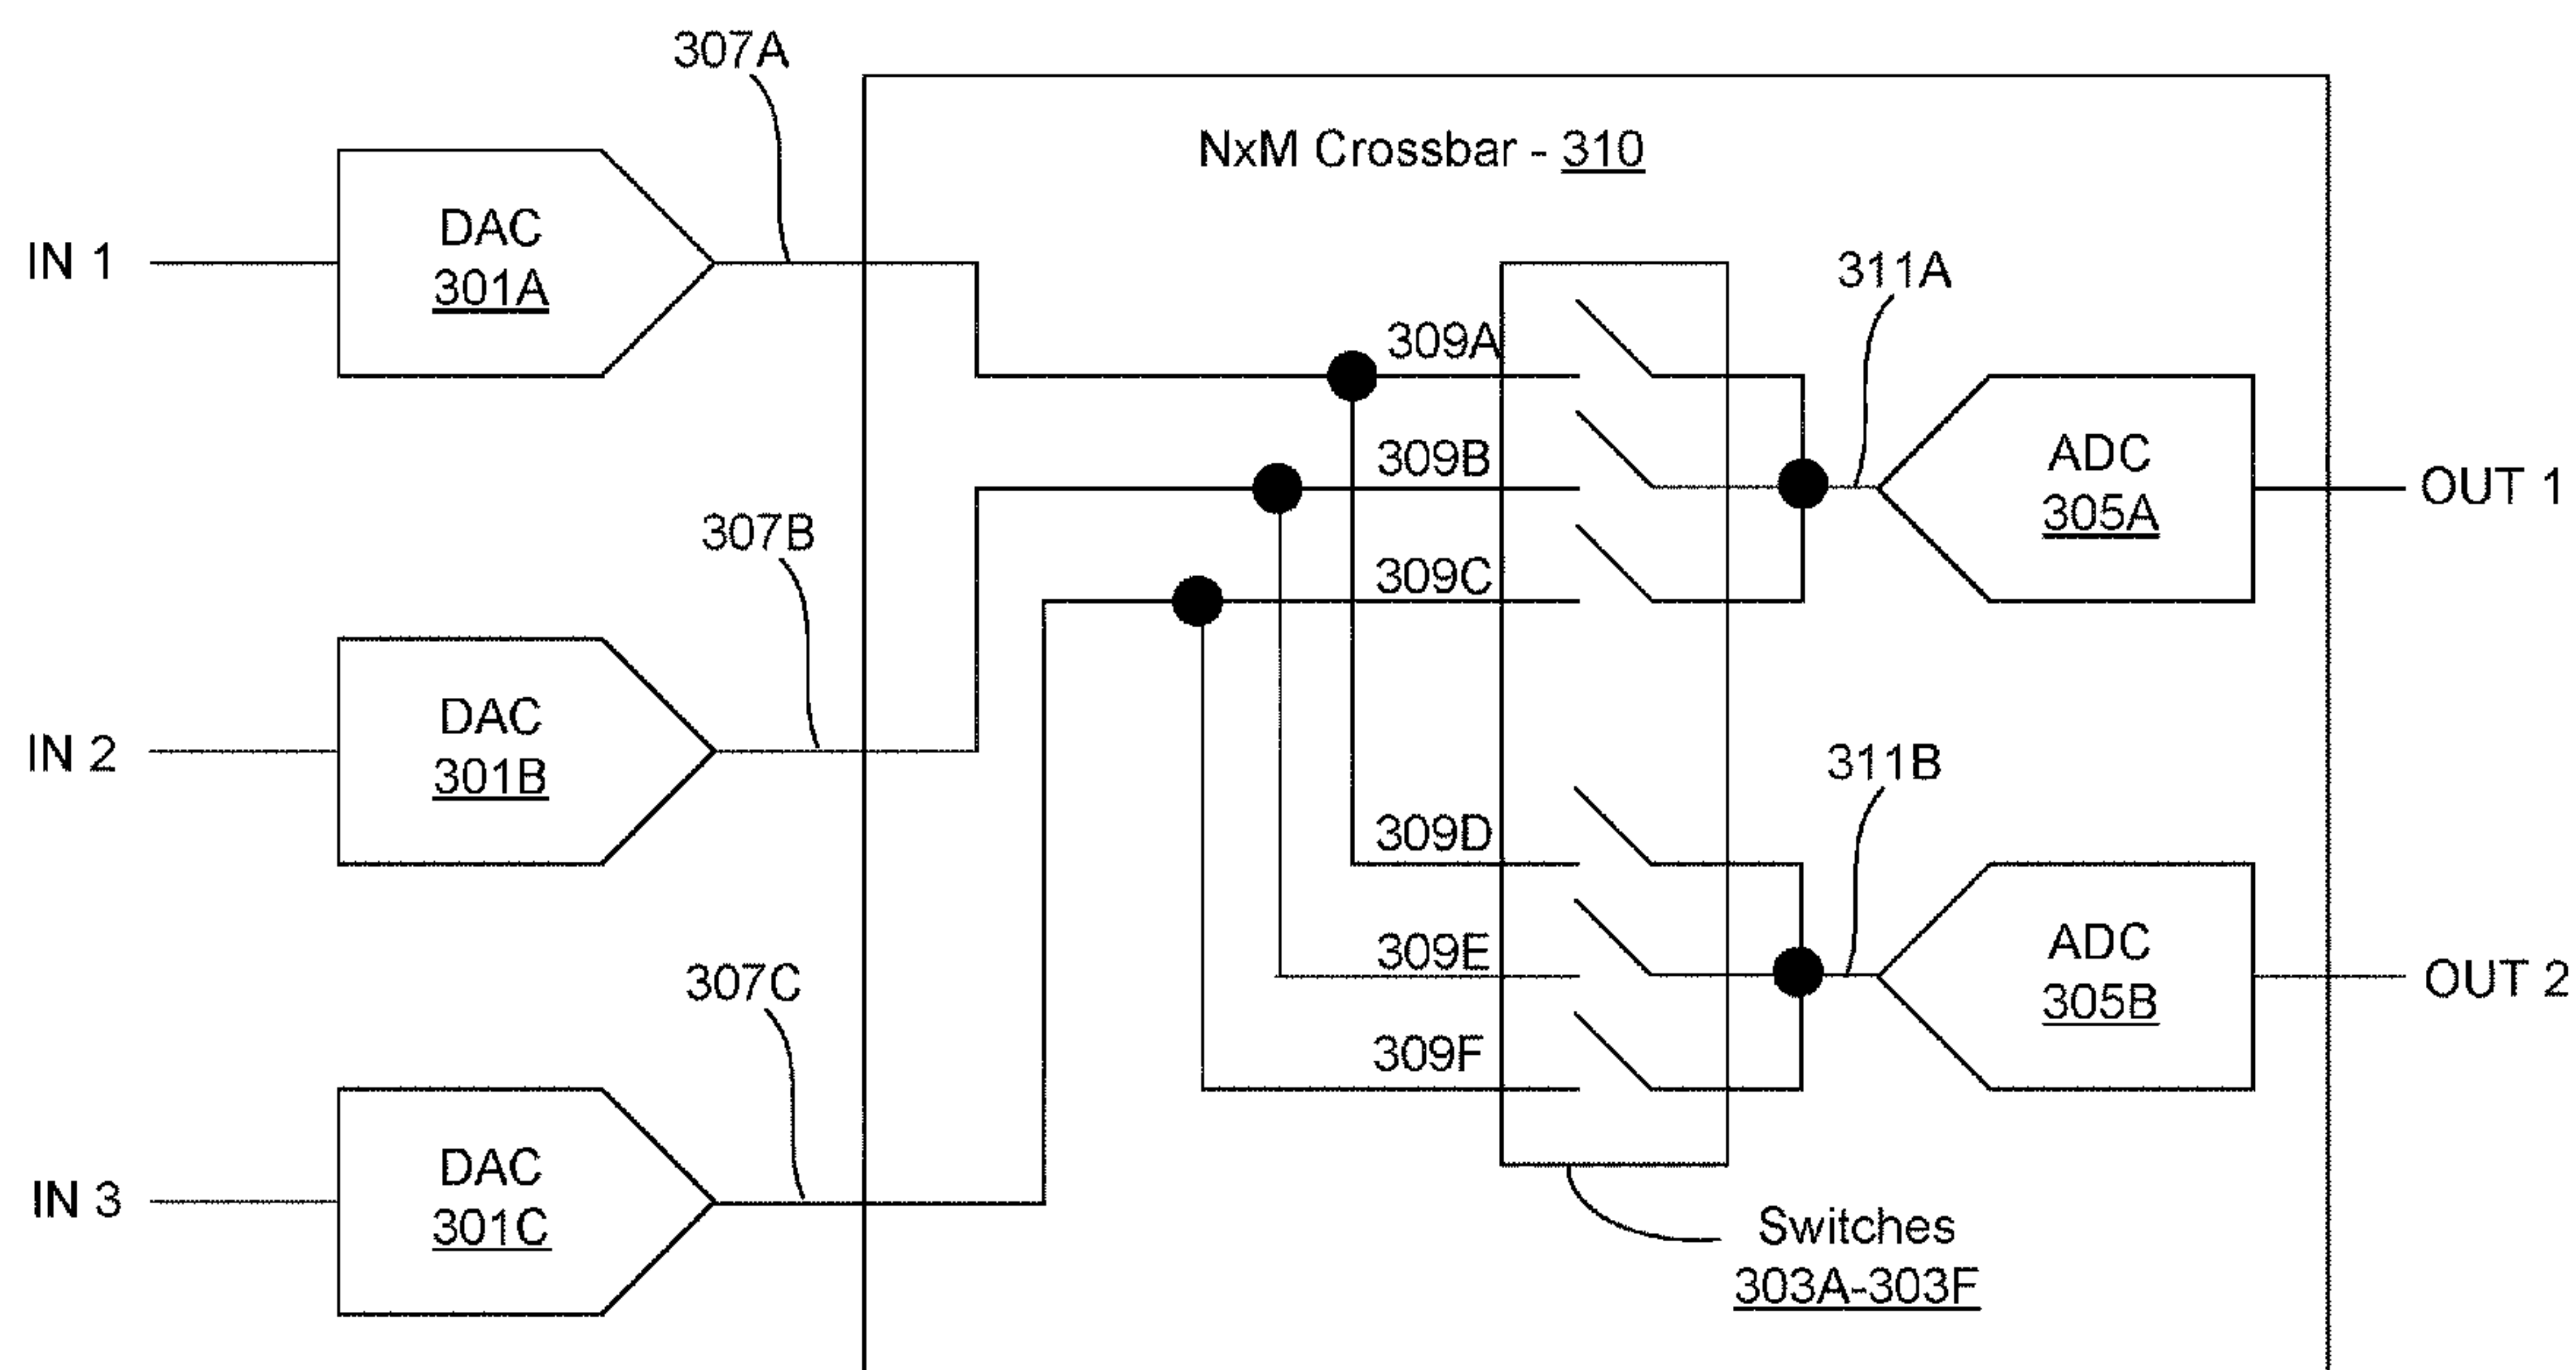 307A
NxM Crossbar - 310
IN 1
DAC
301A
309A
311A
309B
ADC
305A
OUT 1
307B
309C
IN 2
DAC
301B
309D
311B
309E
ADC
305B
OUT 2
307C
309F
IN 3
DAC
301C
Switches
303A-303F